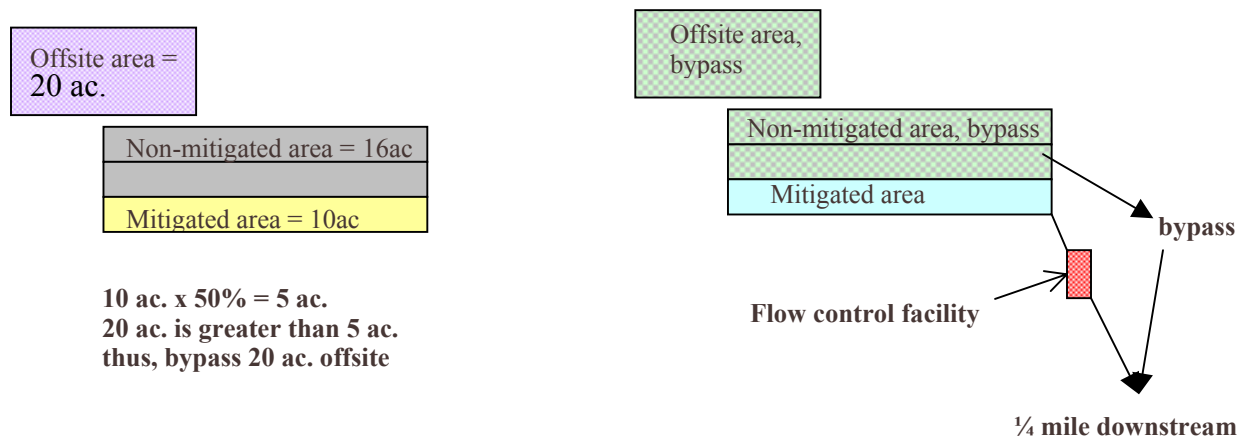 Offsite area =
20 ac.
Non-mitigated area = 16ac
Mitigated area = 10ac
10 ac. x 50% = 5 ac.
20 ac. is greater than 5 ac.
thus, bypass 20 ac. offsite
Offsite area,
bypass
Non-mitigated area, bypass
Mitigated area
bypass
Flow control facility
¼ mile downstream